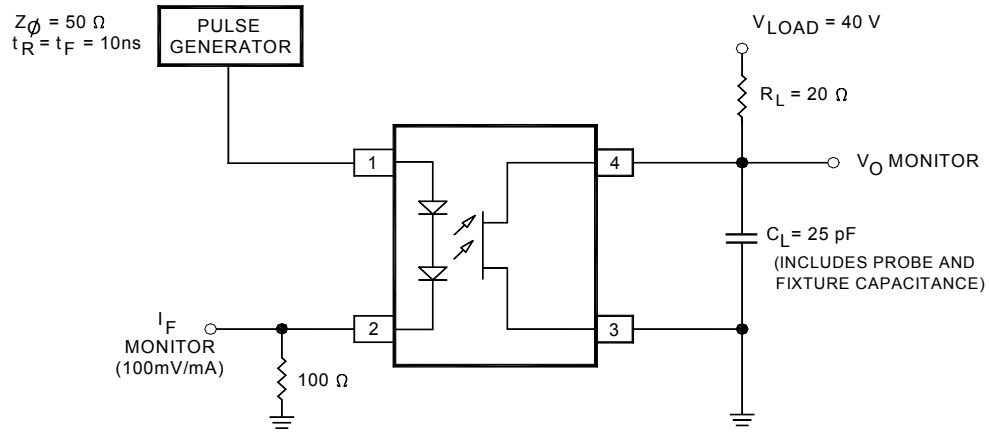 Z∅ = 50 Ω
tR = tF = 10ns
PULSE
GENERATOR
VLOAD = 40 V
RL = 20 Ω
1
4
VO MONITOR
CL = 25 pF
(INCLUDES PROBE AND
FIXTURE CAPACITANCE)
IF
MONITOR
(100mV/mA)
2
3
100 Ω